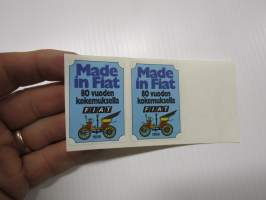 Made
in Fiat
80 vuoden
kokemuksella
FIAT
Made
in Fiat
80 vuoden
kokemuksella
FIAT